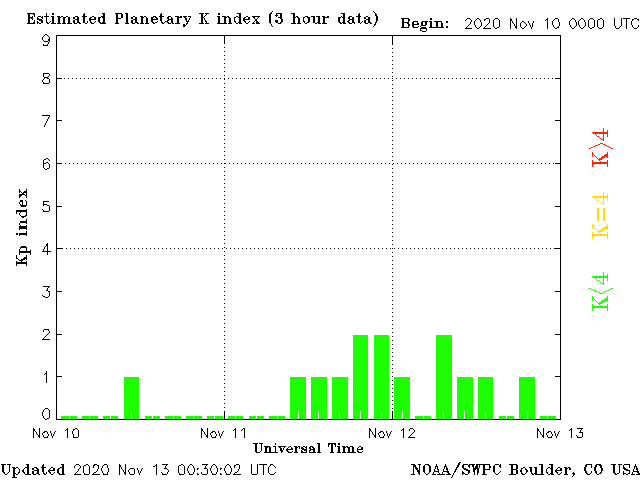 Estimated Planetary K index (3 hour data) Begin: 2020 Nov 10 0000 UTC
9
8
7
6
5
4
3
2
1
0
Kp index
K>4
K=4
K<4
Nov 10 Nov 11 Nov 12 Nov 13
Universal Time
Updated 2020 Nov 13 00:30:02 UTC NOAA/SWPC Boulder, CO USA